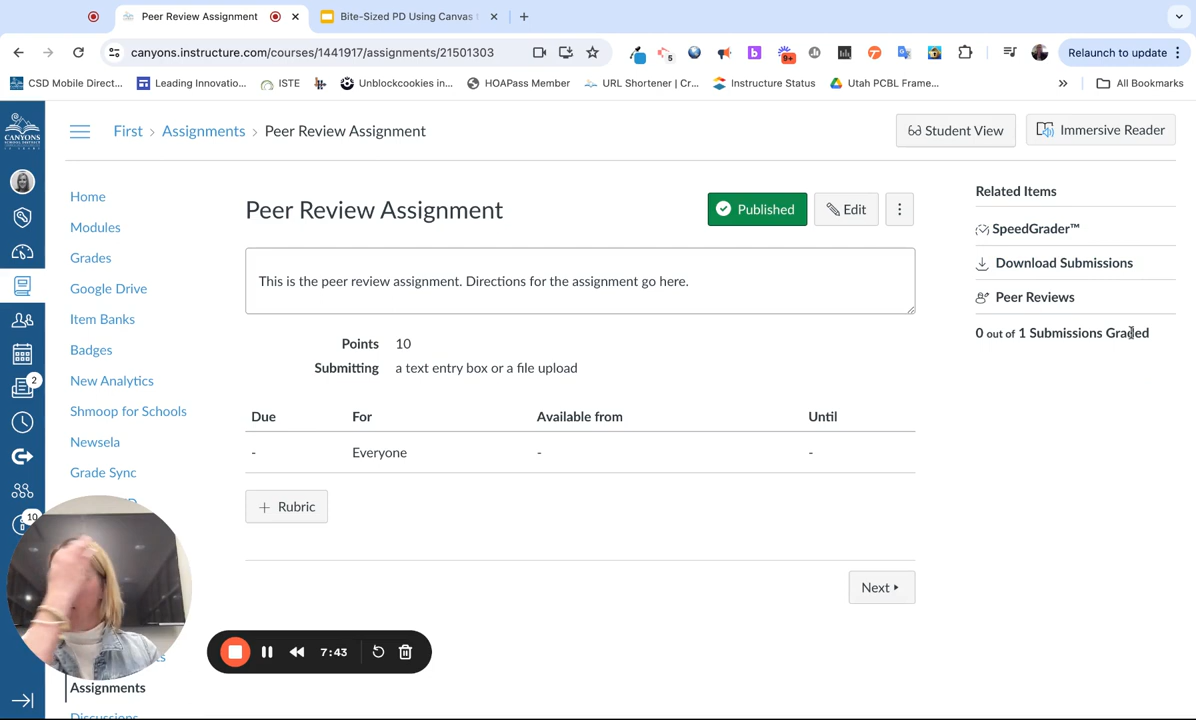 Peer Review Assignment
Bite-Sized PD Using Canvas
canyons.instructure.com/courses/1441917/assignments/21501303
5
9+
Relaunch to update
CSD Mobile Direct...
Leading Innovatio...
ISTE
Unblockcookies in...
HOAPass Member
URL Shortener | Cr...
Instructure Status
Utah PCBL Frame...
»
All Bookmarks
CANYONS
First > Assignments > Peer Review Assignment
Student View
Immersive Reader
Home
Modules
Grades
Google Drive
Item Banks
Badges
New Analytics
Shmoop for Schools
Newsela
Grade Sync
Assignments
Discussions
2
10
Peer Review Assignment
Published
Edit
This is the peer review assignment. Directions for the assignment go here.
Points 10
Submitting a text entry box or a file upload
Due For Available from Until
- Everyone - -
+ Rubric
Next
Related Items
SpeedGrader™
Download Submissions
Peer Reviews
0 out of 1 Submissions Graded
7:43